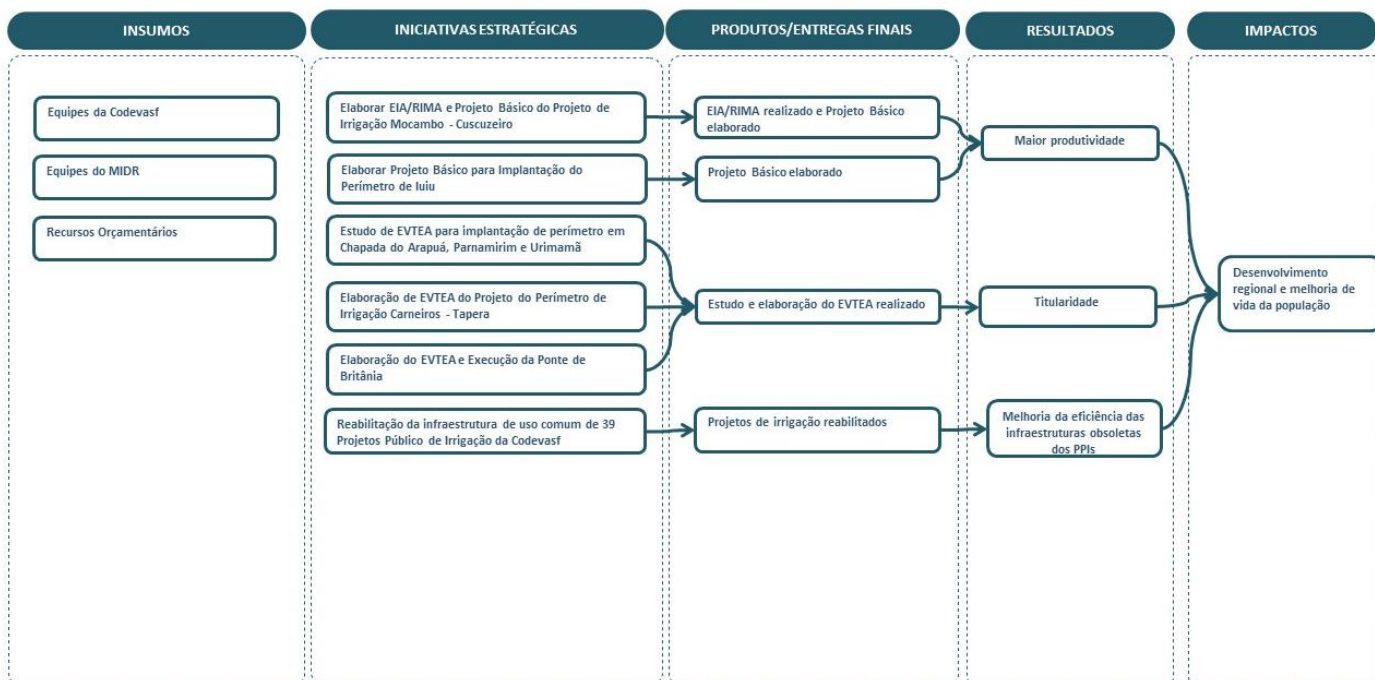 INSUMOS
INICIATIVAS ESTRATÉGICAS
PRODUTOS/ENTREGAS FINAIS
RESULTADOS
IMPACTOS
Equipes da Codevasf
Equipes do MIDR
Recursos Orçamentários
Elaborar EIA/RIMA e Projeto Básico do Projeto de
Irrigação Mocambo - Cuscuzeiro
Elaborar Projeto Básico para Implantação do
Perímetro de Iuiu
Estudo de EVTEA para implantação de perímetro em
Chapada do Arapuá, Parnamirim e Urimamã
Elaboração de EVTEA do Projeto do Perímetro de
Irrigação Carneiros - Tapera
Elaboração do EVTEA e Execução da Ponte de
Britânia
Reabilitação da infraestrutura de uso comum de 39
Projetos Público de Irrigação da Codevasf
EIA/RIMA realizado e Projeto Básico
elaborado
Projeto Básico elaborado
Estudo e elaboração do EVTEA realizado
Projetos de irrigação reabilitados
Maior produtividade
Titularidade
Melhoria da eficiência das
infraestruturas obsoletas
dos PPIs
Desenvolvimento
regional e melhoria de
vida da população